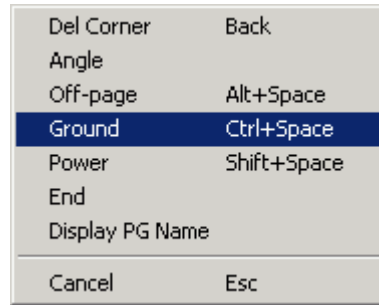 Del Corner Back
Angle
Off-page Alt+Space
Ground Ctrl+Space
Power Shift+Space
End
Display PG Name
Cancel Esc